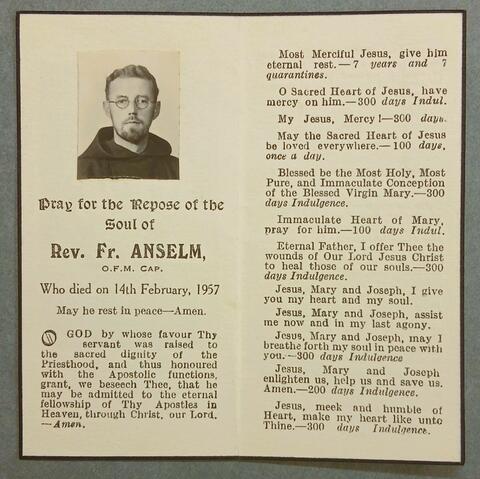 Pray for the Repose of the
Soul of
Rev. Fr. ANSELM,
O.F.M. CAP.
Who died on 14th February, 1957
May he rest in peace—Amen.
O GOD by whose favour Thy
servant was raised to
the sacred dignity of the
Priesthood, and thus honoured
with the Apostolic functions,
grant, we beseech Thee, that he
may be admitted to the eternal
fellowship of Thy Apostles in
Heaven, through Christ, our Lord.
—Amen.
Most Merciful Jesus, give him
eternal rest.—7 years and 7
quarantines.
O Sacred Heart of Jesus, have
mercy on him.—300 days Indul.
My Jesus, Mercy!—300 days.
May the Sacred Heart of Jesus
be loved everywhere.—100 days,
once a day.
Blessed be the Most Holy, Most
Pure, and Immaculate Conception
of the Blessed Virgin Mary.—300
days Indulgence.
Immaculate Heart of Mary,
pray for him.—100 days Indul.
Eternal Father, I offer Thee the
wounds of Our Lord Jesus Christ
to heal those of our souls.—300
days Indulgence.
Jesus, Mary and Joseph, I give
you my heart and my soul.
Jesus, Mary and Joseph, assist
me now and in my last agony.
Jesus, Mary and Joseph, may I
breathe forth my soul in peace with
you.—300 days Indulgence
Jesus, Mary and Joseph
enlighten us, help us and save us.
Amen.—200 days Indulgence.
Jesus, meek and humble of
Heart, make my heart like unto
Thine.—300 days Indulgence.